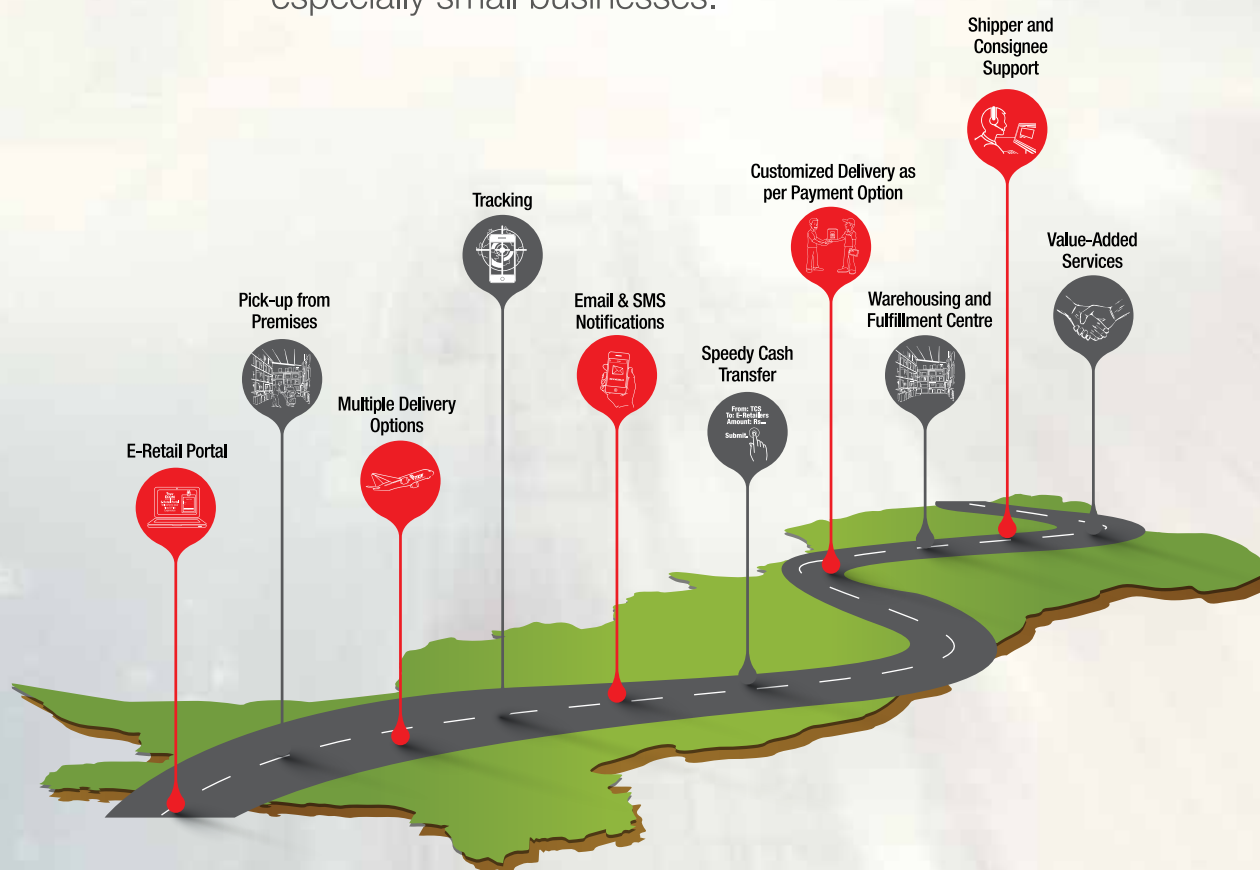 especially small businesses.
Shipper and
Consignee
Support
Customized Delivery as
per Payment Option
Tracking
Value-Added
Services
Pick-up from
Premises
Email & SMS
Notifications
Warehousing and
Fulfillment Centre
Speedy Cash
Transfer
Multiple Delivery
Options
From: TCS
To: E-Retailers
Amount: Rs...
Submit.
E-Retail Portal